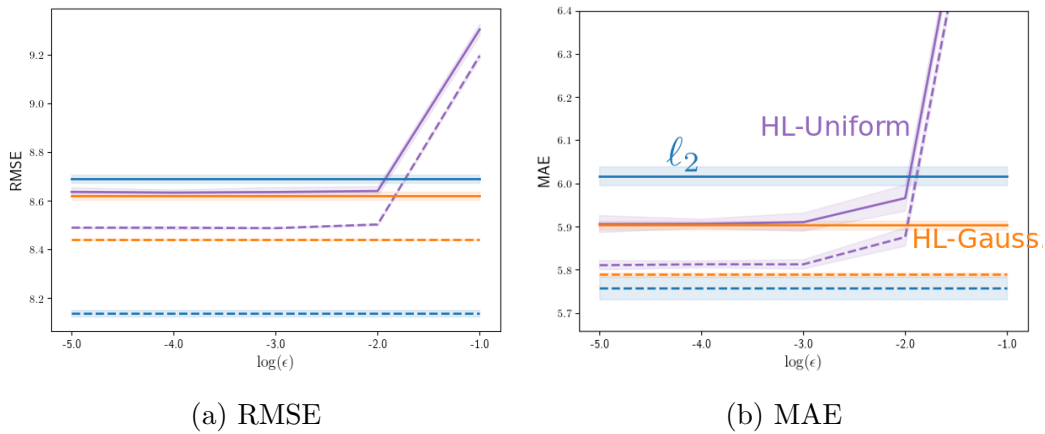 RMSE
9.2
9.0
8.8
8.6
8.4
8.2
-5.0 -4.0 -3.0 -2.0 -1.0
log(ϵ)
(a) RMSE
MAE
6.4
6.3
6.2
6.1
6.0
5.9
5.8
5.7
HL-Uniform
ℓ₂
HL-Gauss.
-5.0 -4.0 -3.0 -2.0 -1.0
log(ϵ)
(b) MAE